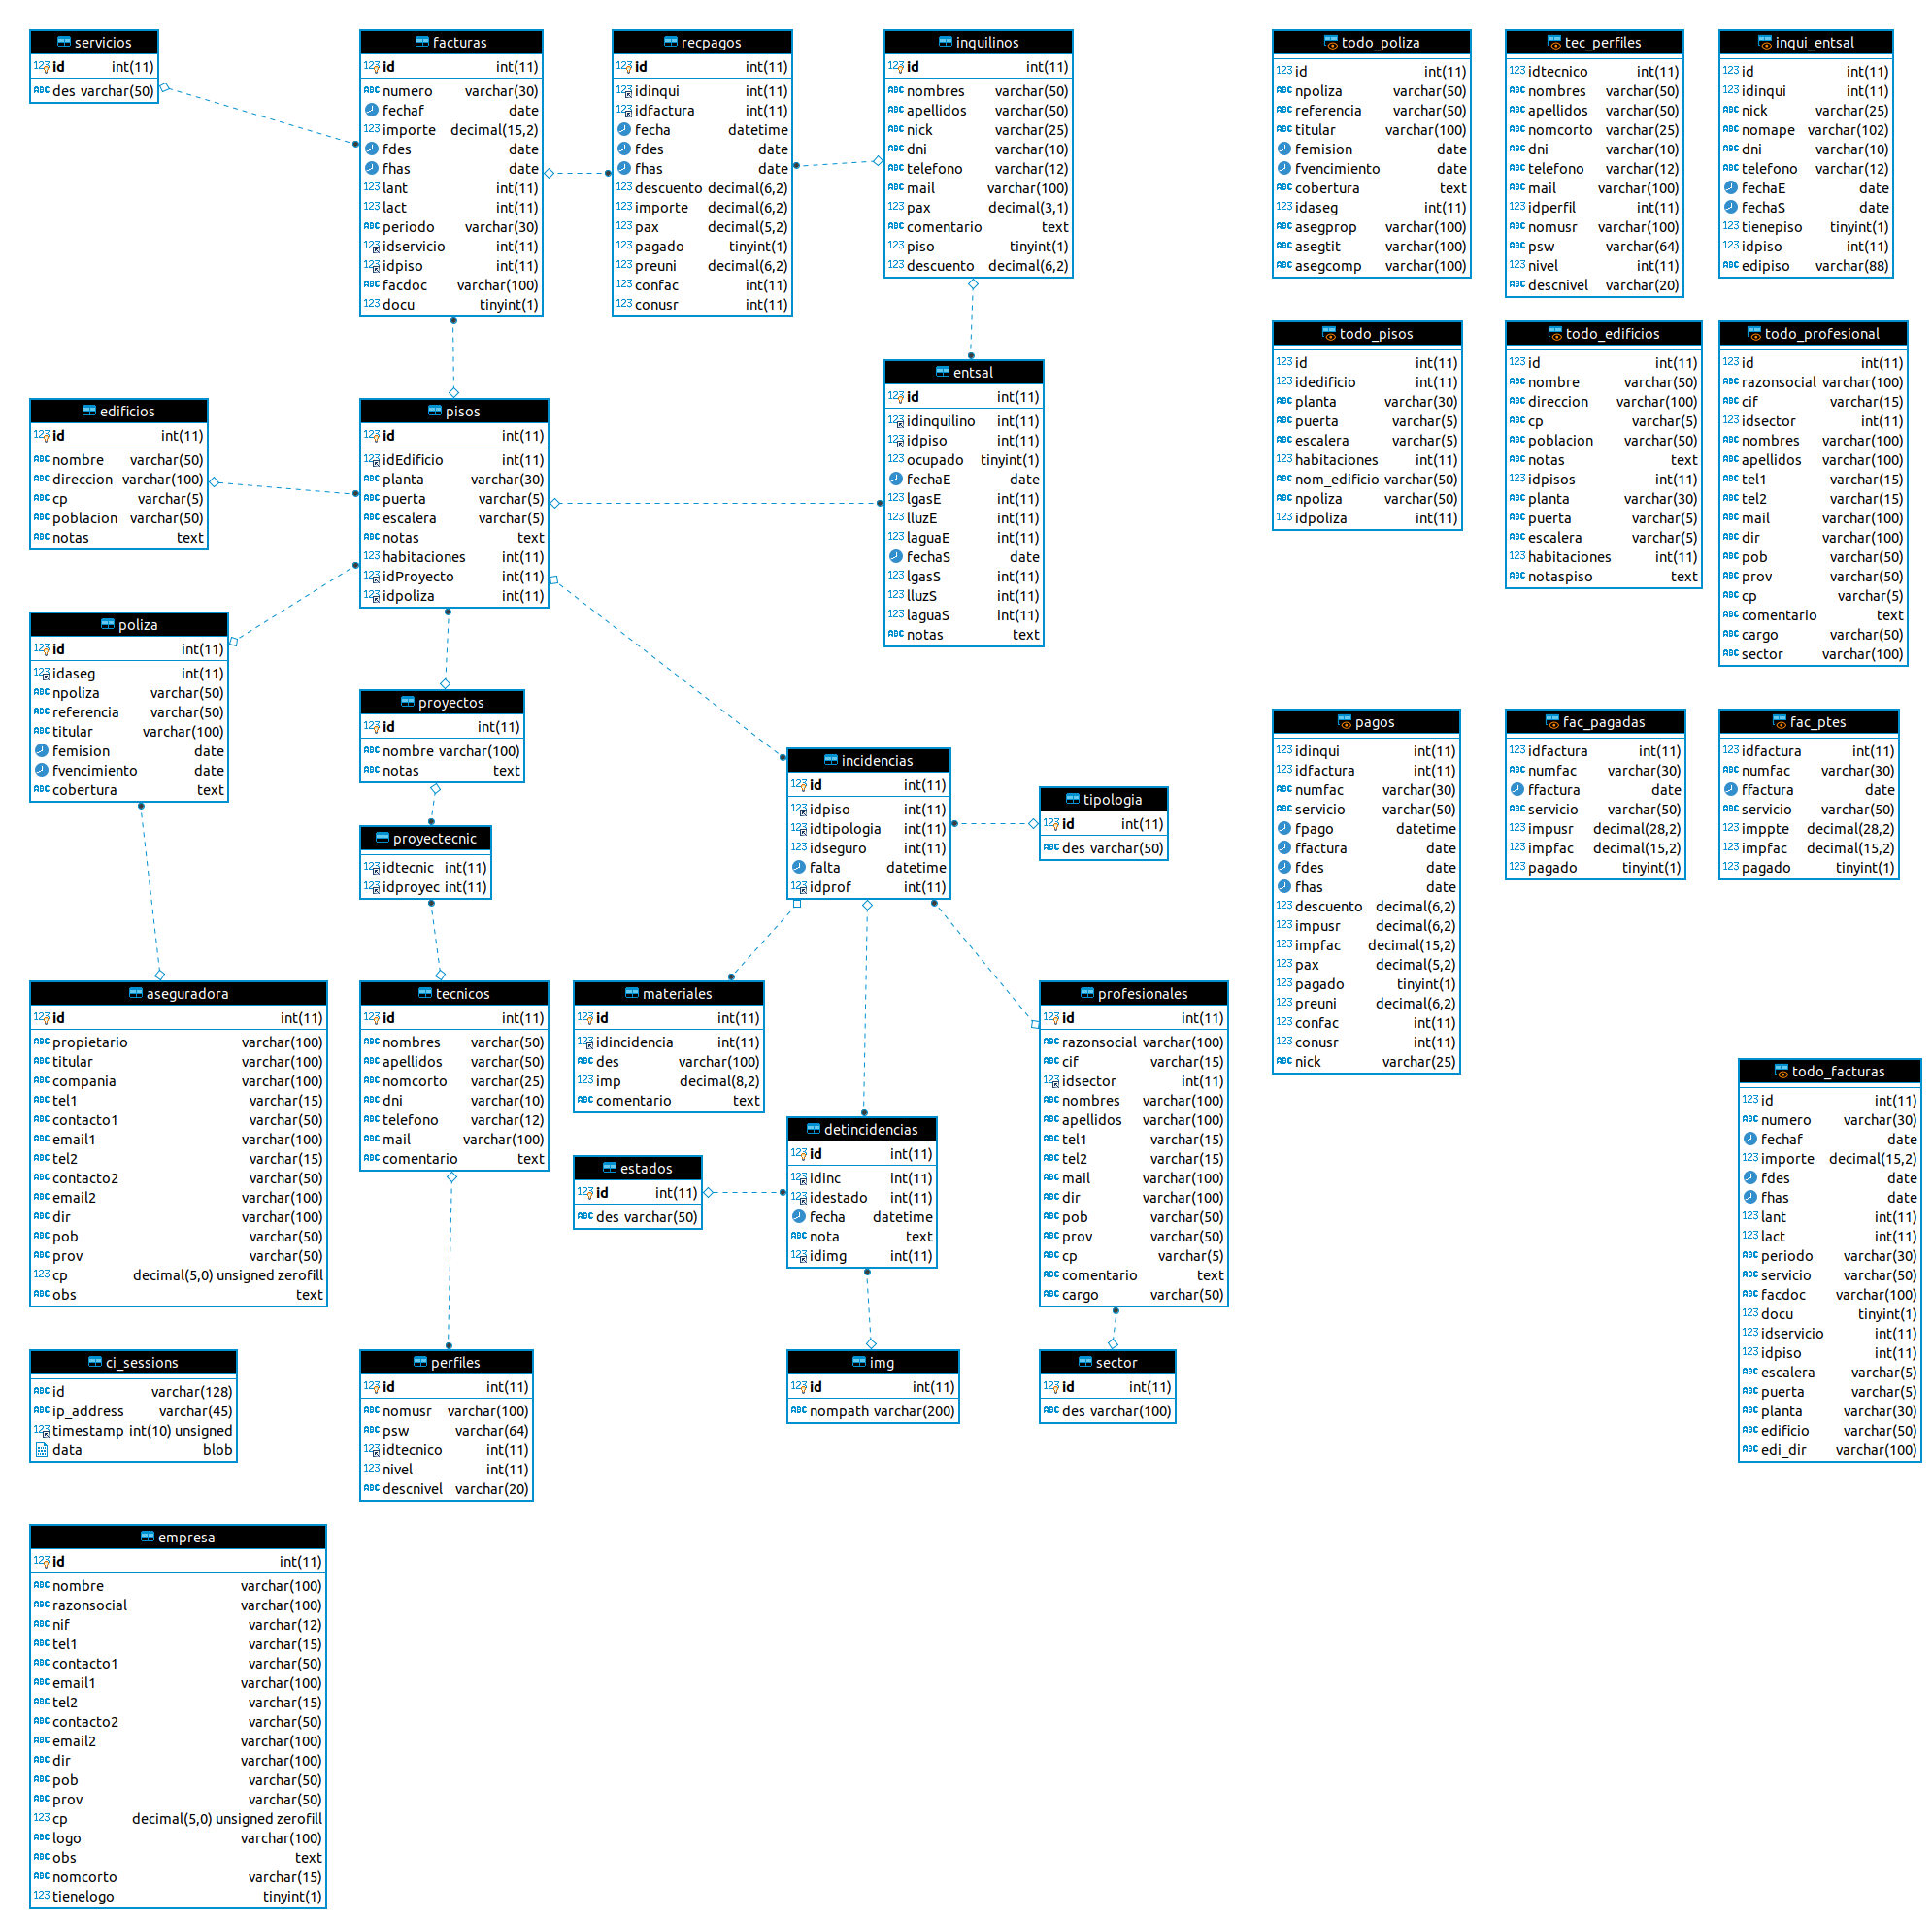 servicios
id int(11)
des varchar(50)
facturas
id int(11)
numero varchar(30)
fechaf date
importe decimal(15,2)
fdes date
fhas date
lant int(11)
lact int(11)
periodo varchar(30)
idservicio int(11)
idpiso int(11)
facdoc varchar(100)
docu tinyint(1)
recpagos
id int(11)
idinqui int(11)
idfactura int(11)
fecha datetime
fdes date
fhas date
descuento decimal(6,2)
importe decimal(6,2)
pax decimal(5,2)
pagado tinyint(1)
preuni decimal(6,2)
confac int(11)
conusr int(11)
inquilinos
id int(11)
nombres varchar(50)
apellidos varchar(50)
nick varchar(25)
dni varchar(10)
telefono varchar(12)
mail varchar(100)
pax decimal(3,1)
comentario text
piso tinyint(1)
descuento decimal(6,2)
todo_poliza
id int(11)
npoliza varchar(50)
referencia varchar(50)
titular varchar(100)
femision date
fvencimiento date
cobertura text
idaseg int(11)
asegprop varchar(100)
asegtit varchar(100)
asegcomp varchar(100)
tec_perfiles
idtecnico int(11)
nombres varchar(50)
apellidos varchar(50)
nomcorto varchar(25)
dni varchar(10)
telefono varchar(12)
mail varchar(100)
idperfil int(11)
nomusr varchar(100)
psw varchar(64)
nivel int(11)
descnivel varchar(20)
inqui_entsal
id int(11)
idinqui int(11)
nick varchar(25)
nomape varchar(102)
dni varchar(10)
telefono varchar(12)
fechaE date
fechaS date
tienepiso tinyint(1)
idpiso int(11)
edipiso varchar(88)
edificios
id int(11)
nombre varchar(50)
direccion varchar(100)
cp varchar(5)
poblacion varchar(50)
notas text
pisos
id int(11)
idEdificio int(11)
planta varchar(30)
puerta varchar(5)
escalera varchar(5)
notas text
habitaciones int(11)
idProyecto int(11)
idpoliza int(11)
entsal
id int(11)
idinquilino int(11)
idpiso int(11)
ocupado tinyint(1)
fechaE date
lgasE int(11)
lluzE int(11)
laguaE int(11)
fechaS date
lgasS int(11)
lluzS int(11)
laguaS int(11)
notas text
todo_pisos
id int(11)
idedificio int(11)
planta varchar(30)
puerta varchar(5)
escalera varchar(5)
habitaciones int(11)
nom_edificio varchar(50)
npoliza varchar(50)
idpoliza int(11)
todo_edificios
id int(11)
nombre varchar(50)
direccion varchar(100)
cp varchar(5)
poblacion varchar(50)
notas text
idpisos int(11)
planta varchar(30)
puerta varchar(5)
escalera varchar(5)
habitaciones int(11)
notaspiso text
todo_profesional
id int(11)
razonsocial varchar(100)
cif varchar(15)
idsector int(11)
nombres varchar(100)
apellidos varchar(100)
tel1 varchar(15)
tel2 varchar(15)
mail varchar(100)
dir varchar(100)
pob varchar(50)
prov varchar(50)
cp varchar(5)
comentario text
cargo varchar(50)
sector varchar(100)
poliza
id int(11)
idaseg int(11)
npoliza varchar(50)
referencia varchar(50)
titular varchar(100)
femision date
fvencimiento date
cobertura text
proyectos
id int(11)
nombre varchar(100)
notas text
proyectecnic
idtecnic int(11)
idproyec int(11)
incidencias
id int(11)
idpiso int(11)
idtipologia int(11)
idseguro int(11)
falta datetime
idprof int(11)
tipologia
id int(11)
des varchar(50)
pagos
idinqui int(11)
idfactura int(11)
numfac varchar(30)
servicio varchar(50)
fpago datetime
ffactura date
fdes date
fhas date
descuento decimal(6,2)
impusr decimal(6,2)
impfac decimal(15,2)
pax decimal(5,2)
pagado tinyint(1)
preuni decimal(6,2)
confac int(11)
conusr int(11)
nick varchar(25)
fac_pagadas
idfactura int(11)
numfac varchar(30)
ffactura date
servicio varchar(50)
impusr decimal(28,2)
impfac decimal(15,2)
pagado tinyint(1)
fac_ptes
idfactura int(11)
numfac varchar(30)
ffactura date
servicio varchar(50)
imppte decimal(28,2)
impfac decimal(15,2)
pagado tinyint(1)
aseguradora
id int(11)
propietario varchar(100)
titular varchar(100)
compania varchar(100)
tel1 varchar(15)
contacto1 varchar(50)
email1 varchar(100)
tel2 varchar(15)
contacto2 varchar(50)
email2 varchar(100)
dir varchar(100)
pob varchar(50)
prov varchar(50)
cp decimal(5,0) unsigned zerofill
obs text
tecnicos
id int(11)
nombres varchar(50)
apellidos varchar(50)
nomcorto varchar(25)
dni varchar(10)
telefono varchar(12)
mail varchar(100)
comentario text
materiales
id int(11)
idincidencia int(11)
des varchar(100)
imp decimal(8,2)
comentario text
estados
id int(11)
des varchar(50)
detincidencias
id int(11)
idinc int(11)
idestado int(11)
fecha datetime
nota text
idimg int(11)
profesionales
id int(11)
razonsocial varchar(100)
cif varchar(15)
idsector int(11)
nombres varchar(100)
apellidos varchar(100)
tel1 varchar(15)
tel2 varchar(15)
mail varchar(100)
dir varchar(100)
pob varchar(50)
prov varchar(50)
cp varchar(5)
comentario text
cargo varchar(50)
todo_facturas
id int(11)
numero varchar(30)
fechaf date
importe decimal(15,2)
fdes date
fhas date
lant int(11)
lact int(11)
periodo varchar(30)
servicio varchar(50)
facdoc varchar(100)
docu tinyint(1)
idservicio int(11)
idpiso int(11)
escalera varchar(5)
puerta varchar(5)
planta varchar(30)
edificio varchar(50)
edi_dir varchar(100)
ci_sessions
id varchar(128)
ip_address varchar(45)
timestamp int(10) unsigned
data blob
perfiles
id int(11)
nomusr varchar(100)
psw varchar(64)
idtecnico int(11)
nivel int(11)
descnivel varchar(20)
img
id int(11)
nompath varchar(200)
sector
id int(11)
des varchar(100)
empresa
id int(11)
nombre varchar(100)
razonsocial varchar(100)
nif varchar(12)
tel1 varchar(15)
contacto1 varchar(50)
email1 varchar(100)
tel2 varchar(15)
contacto2 varchar(50)
email2 varchar(100)
dir varchar(100)
pob varchar(50)
prov varchar(50)
cp decimal(5,0) unsigned zerofill
logo varchar(100)
obs text
nomcorto varchar(15)
tienelogo tinyint(1)